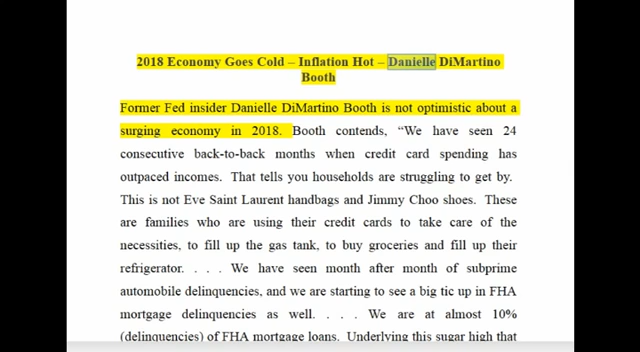 2018 Economy Goes Cold – Inflation Hot – Danielle DiMartino
Booth
Former Fed insider Danielle DiMartino Booth is not optimistic about a
surging economy in 2018. Booth contends, “We have seen 24
consecutive back-to-back months when credit card spending has
outpaced incomes. That tells you households are struggling to get by.
This is not Eve Saint Laurent handbags and Jimmy Choo shoes. These
are families who are using their credit cards to take care of the
necessities, to fill up the gas tank, to buy groceries and fill up their
refrigerator. . . . We have seen month after month of subprime
automobile delinquencies, and we are starting to see a big tic up in FHA
mortgage delinquencies as well. . . . We are at almost 10%
(delinquencies) of FHA mortgage loans. Underlying this sugar high that